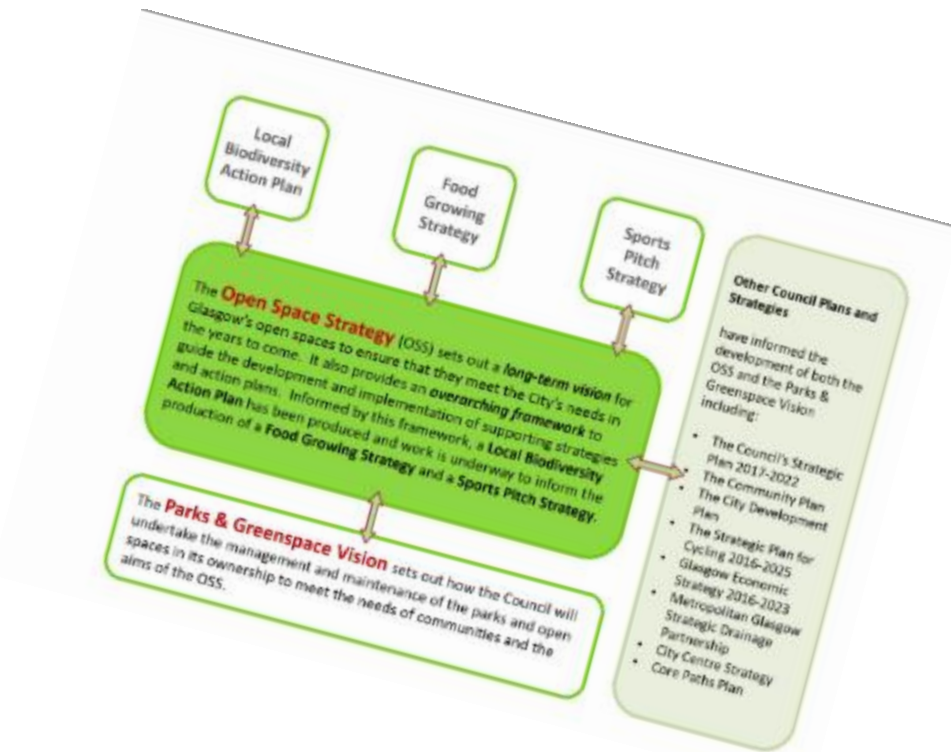 Local
Biodiversity
Action Plan
Food
Growing
Strategy
Sports
Pitch
Strategy
The Open Space Strategy (OSS) sets out a long-term vision for
Glasgow's open spaces to ensure that they meet the City's needs in
the years to come. It also provides an overarching framework to
guide the development and implementation of supporting strategies
and action plans. Informed by this framework, a Local Biodiversity
Action Plan has been produced and work is underway to inform the
production of a Food Growing Strategy and a Sports Pitch Strategy.
The Parks & Greenspace Vision sets out how the Council will
undertake the management and maintenance of the parks and open
spaces in its ownership to meet the needs of communities and the
aims of the OSS.
Other Council Plans and
Strategies
have informed the
development of both the
OSS and the Parks &
Greenspace Vision
including:
• The Council's Strategic
Plan 2017-2022
• The Community Plan
• The City Development
Plan
• The Strategic Plan for
Cycling 2016-2025
• Glasgow Economic
Strategy 2016-2023
• Metropolitan Glasgow
Strategic Drainage
Partnership
• City Centre Strategy
• Core Paths Plan